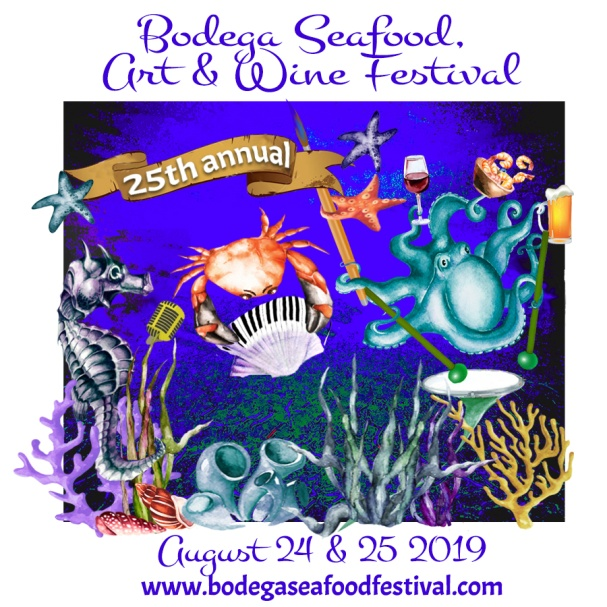 Bodega Seafood,
Art & Wine Festival
25th annual
August 24 & 25 2019
www.bodegaseafoodfestival.com